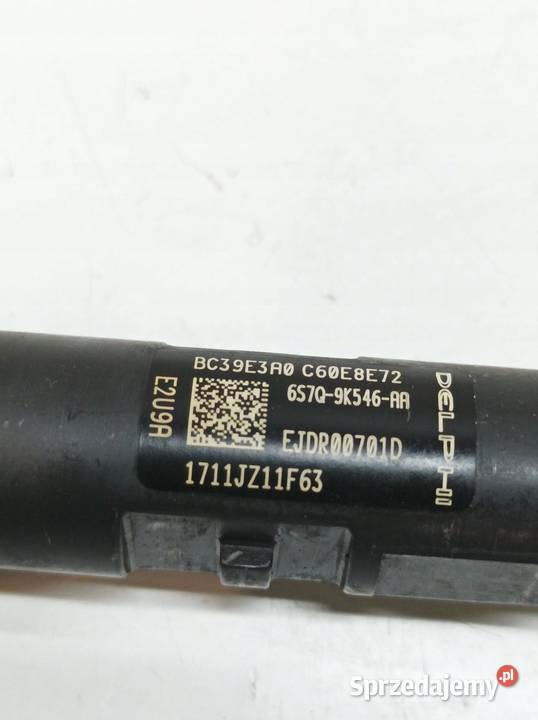 BC39E3A0 C60E8E72
6S7Q-9K546-AA
EJDR00701D
1711JZ11F63
E2U9A
DELPHI
Sprzedajemy.pl